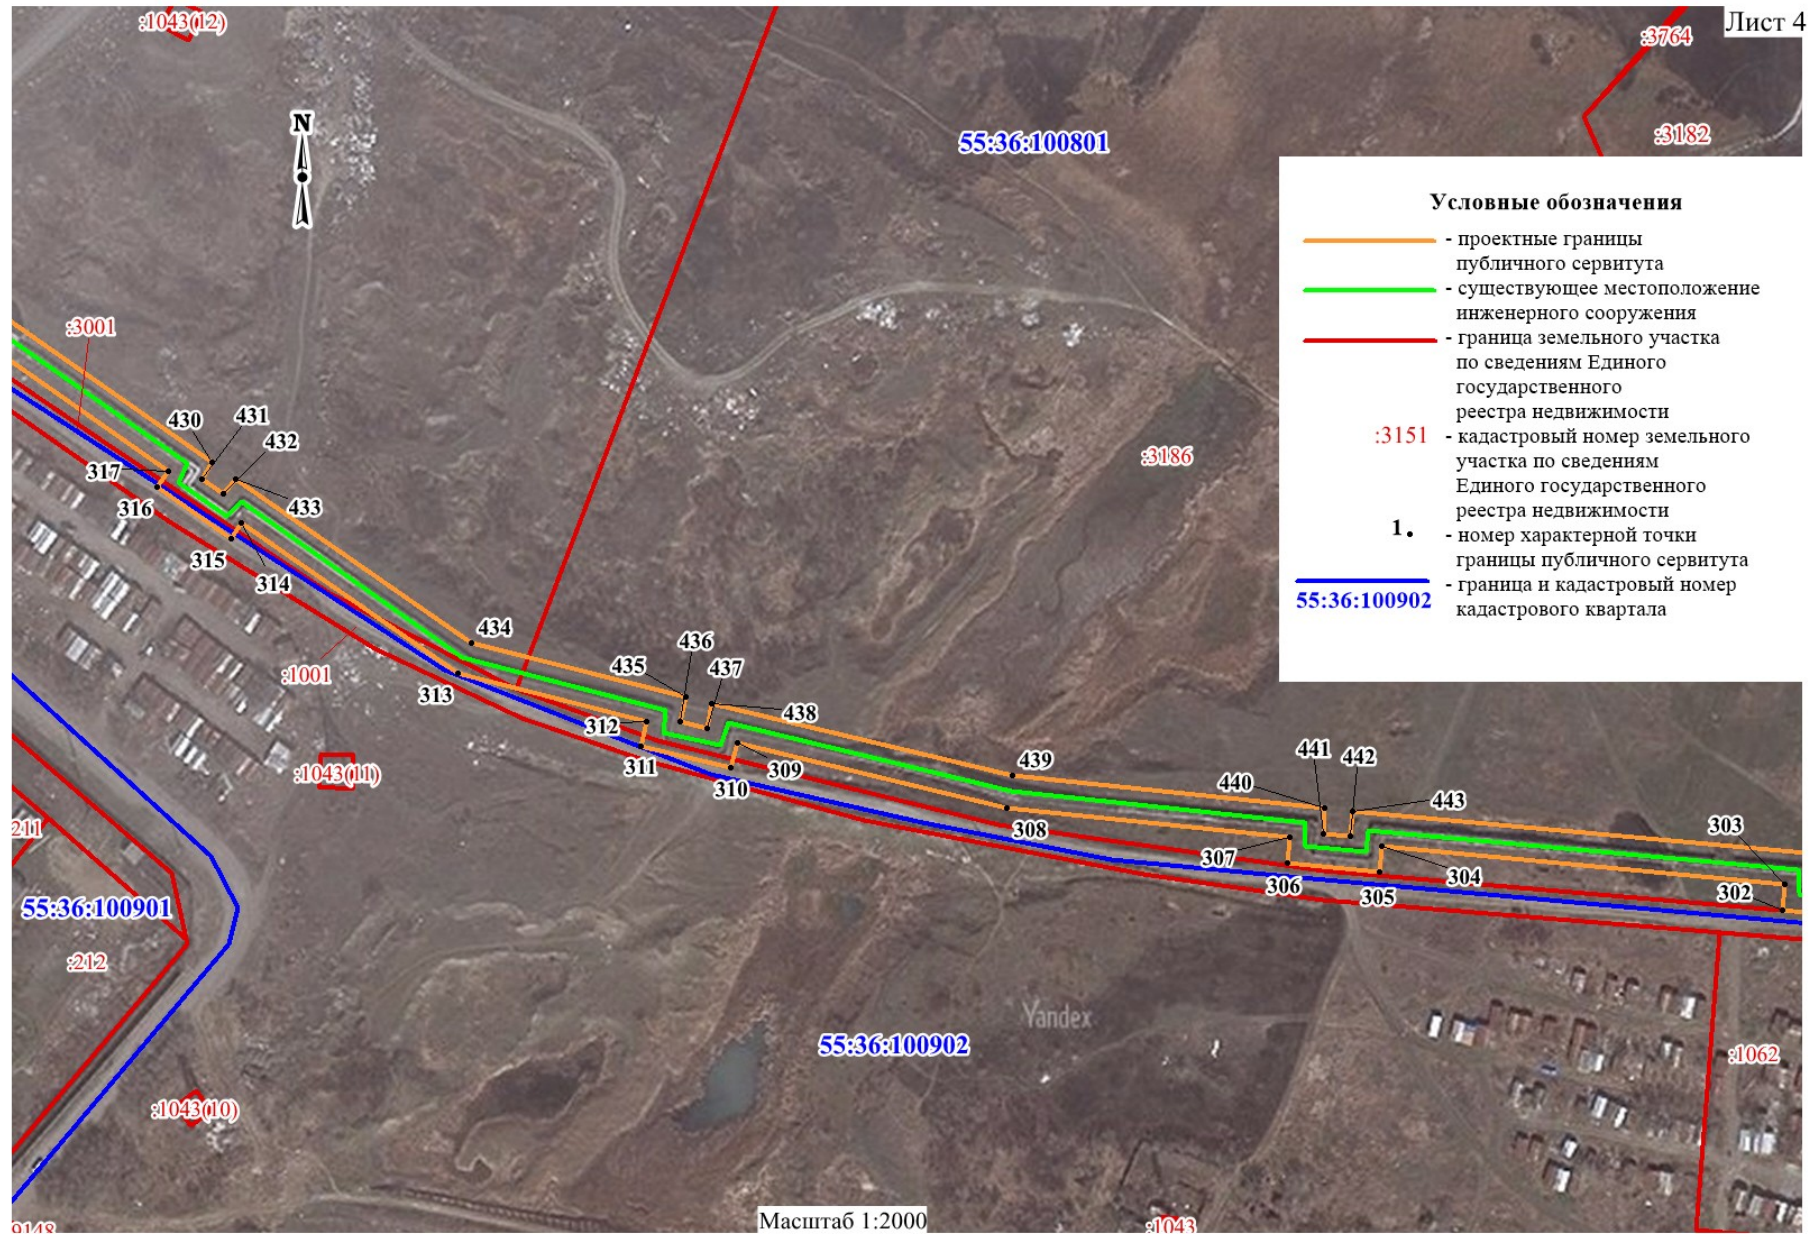 Лист 4
:1043(12)
:3764
N
:3182
55:36:100801
Условные обозначения
- проектные границы
публичного сервитута
- существующее местоположение
инженерного сооружения
- граница земельного участка
по сведениям Единого
государственного
реестра недвижимости
:3151 - кадастровый номер земельного
участка по сведениям
Единого государственного
реестра недвижимости
1. - номер характерной точки
границы публичного сервитута
- граница и кадастровый номер
55:36:100902 кадастрового квартала
:3001
430
431
432
317
433
316
315
314
:3186
434
435
436
437
438
:1001
313
312
311
310
309
439
440
441
442
443
303
308
307
306
305
304
302
:1043(11)
211
55:36:100901
:212
Yandex
55:36:100902
:1062
:1043(10)
Масштаб 1:2000
:1043
9148